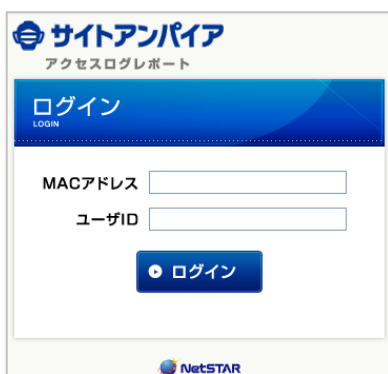 サイトアンパイア
アクセスログレポート
ログイン
LOGIN
MACアドレス
ユーザID
ログイン
NetSTAR